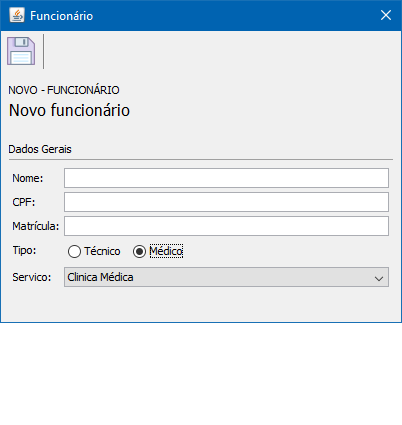 Funcionário
NOVO - FUNCIONÁRIO
Novo funcionário
Dados Gerais
Nome:
CPF:
Matrícula:
Tipo: Técnico Médico
Servico: Clinica Médica